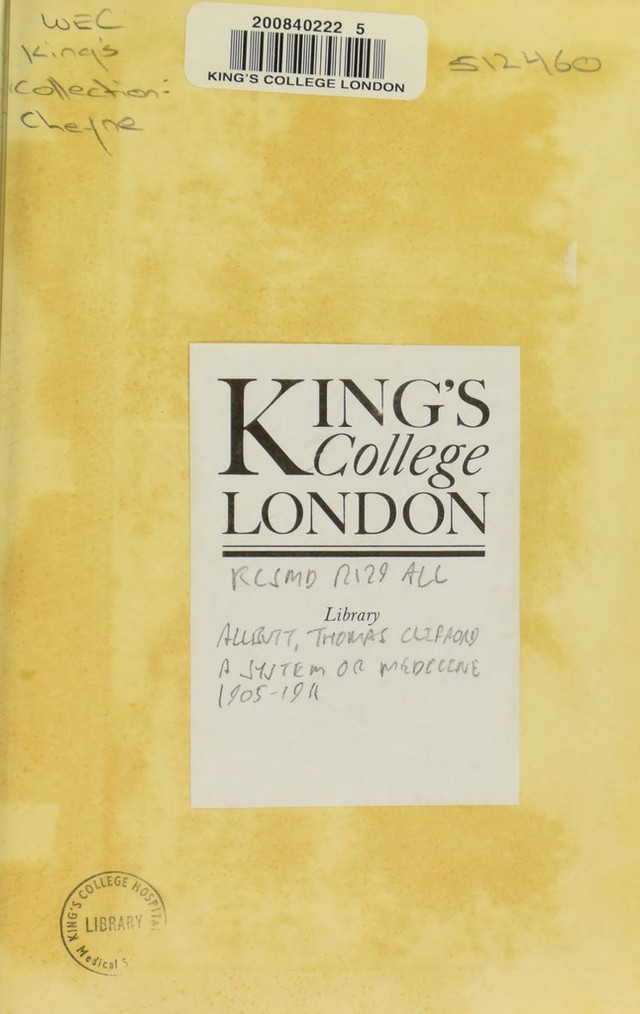 WEC
King's
Collection:
Cheyne
200840222 5
KING'S COLLEGE LONDON
512460
KING'S
College
LONDON
KCSMD R129 ALL
Library
ALLBUTT, THOMAS CLIFFORD
A SYSTEM OF MEDICINE
1905-1911
KING'S COLLEGE HOSPITAL
LIBRARY
Medical S